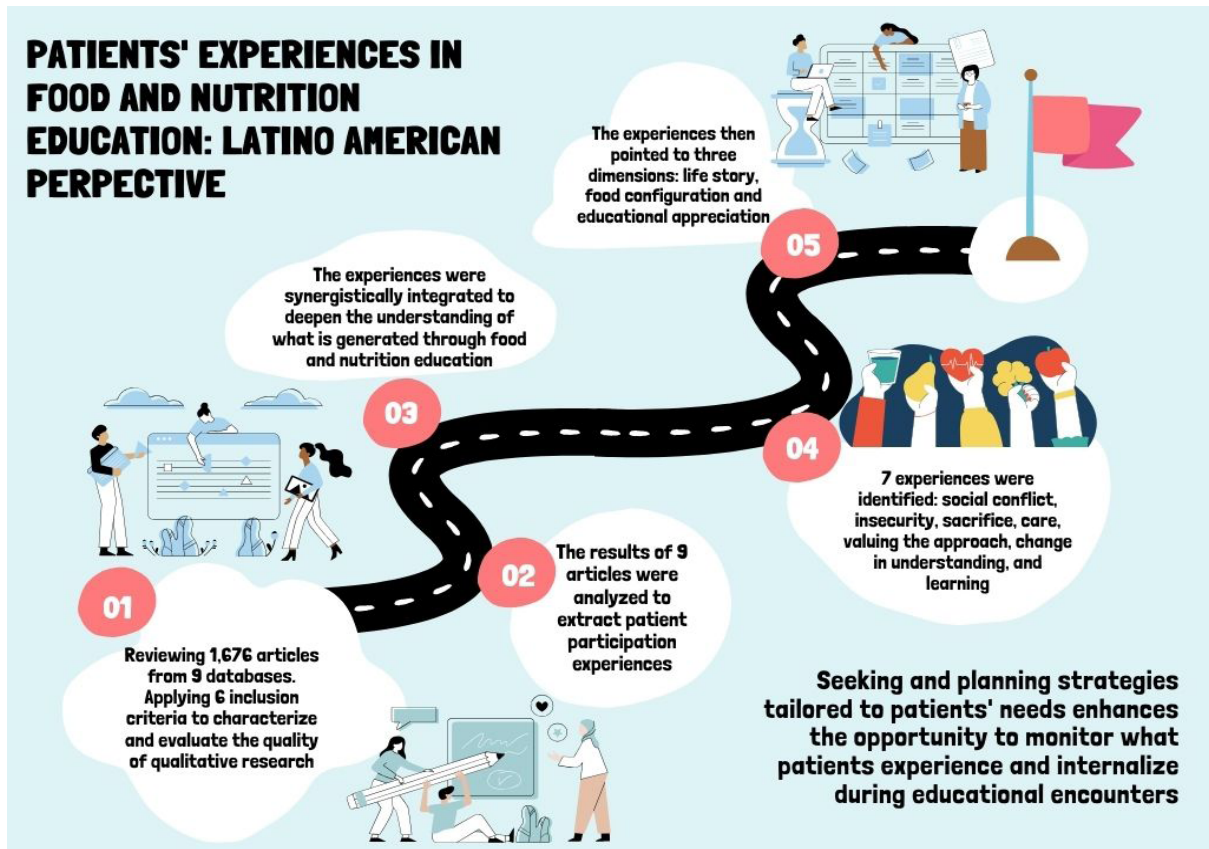 PATIENTS' EXPERIENCES IN
FOOD AND NUTRITION
EDUCATION: LATINO AMERICAN
PERPECTIVE
01
Reviewing 1,676 articles
from 9 databases.
Applying 6 inclusion
criteria to characterize
and evaluate the quality
of qualitative research
02
The results of 9
articles were
analyzed to
extract patient
participation
experiences
03
The experiences were
synergistically integrated to
deepen the understanding of
what is generated through food
and nutrition education
04
7 experiences were
identified: social conflict,
insecurity, sacrifice, care,
valuing the approach, change
in understanding, and
learning
05
The experiences then
pointed to three
dimensions: life story,
food configuration and
educational appreciation
Seeking and planning strategies
tailored to patients' needs enhances
the opportunity to monitor what
patients experience and internalize
during educational encounters